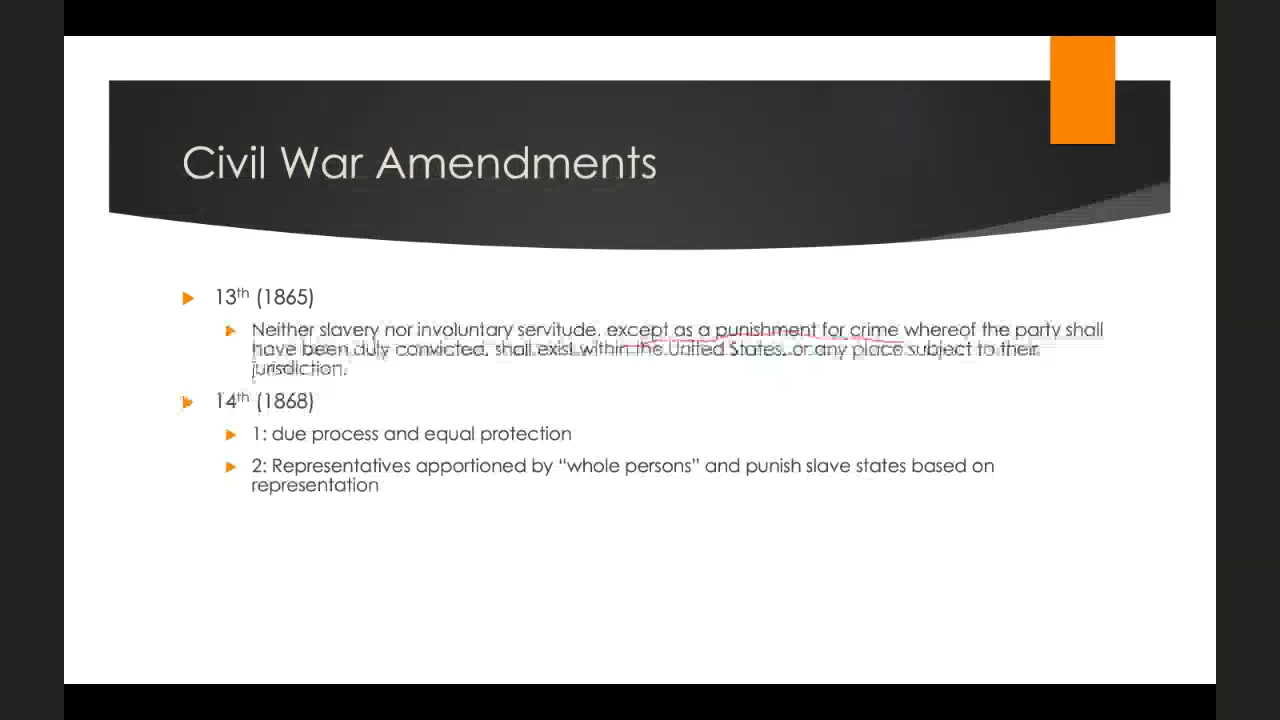 Civil War Amendments
13th (1865)
Neither slavery nor involuntary servitude, except as a punishment for crime whereof the party shall
have been duly convicted, shall exist within the United States, or any place subject to their
jurisdiction.
14th (1868)
1: due process and equal protection
2: Representatives apportioned by “whole persons” and punish slave states based on
representation